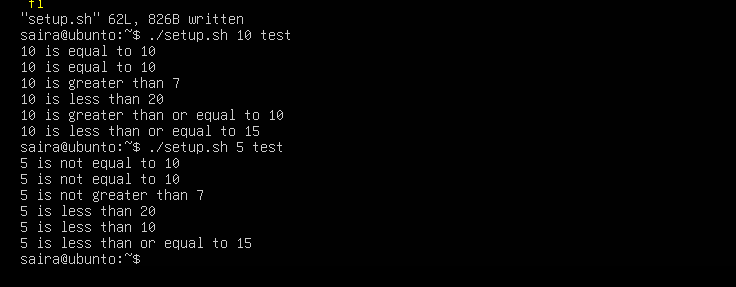 fi
"setup.sh" 62L, 826B written
saira@ubunto:~$ ./setup.sh 10 test
10 is equal to 10
10 is equal to 10
10 is greater than 7
10 is less than 20
10 is greater than or equal to 10
10 is less than or equal to 15
saira@ubunto:~$ ./setup.sh 5 test
5 is not equal to 10
5 is not equal to 10
5 is not greater than 7
5 is less than 20
5 is less than 10
5 is less than or equal to 15
saira@ubunto:~$